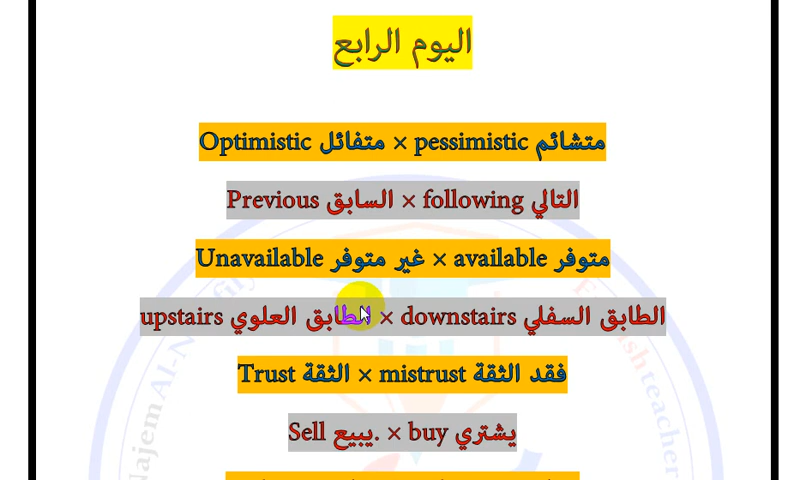 اليوم الرابع
Optimistic متفائل × pessimistic متشائم
Previous السابق × following التالي
Unavailable غير متوفر × available متوفر
upstairs الطابق العلوي × downstairs الطابق السفلي
Trust الثقة × mistrust فقد الثقة
Sell يبيع. × buy يشتري